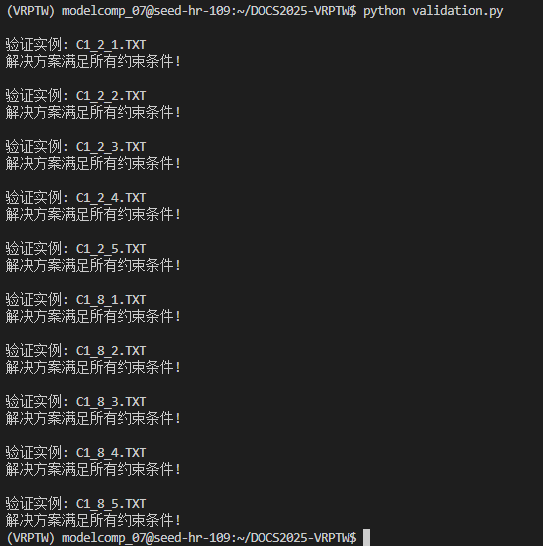 (VRPTW) modelcomp_07@seed-hr-109:~/DOCS2025-VRPTW$ python validation.py
验证实例: C1_2_1.TXT
解决方案满足所有约束条件!
验证实例: C1_2_2.TXT
解决方案满足所有约束条件!
验证实例: C1_2_3.TXT
解决方案满足所有约束条件!
验证实例: C1_2_4.TXT
解决方案满足所有约束条件!
验证实例: C1_2_5.TXT
解决方案满足所有约束条件!
验证实例: C1_8_1.TXT
解决方案满足所有约束条件!
验证实例: C1_8_2.TXT
解决方案满足所有约束条件!
验证实例: C1_8_3.TXT
解决方案满足所有约束条件!
验证实例: C1_8_4.TXT
解决方案满足所有约束条件!
验证实例: C1_8_5.TXT
解决方案满足所有约束条件!
(VRPTW) modelcomp_07@seed-hr-109:~/DOCS2025-VRPTW$